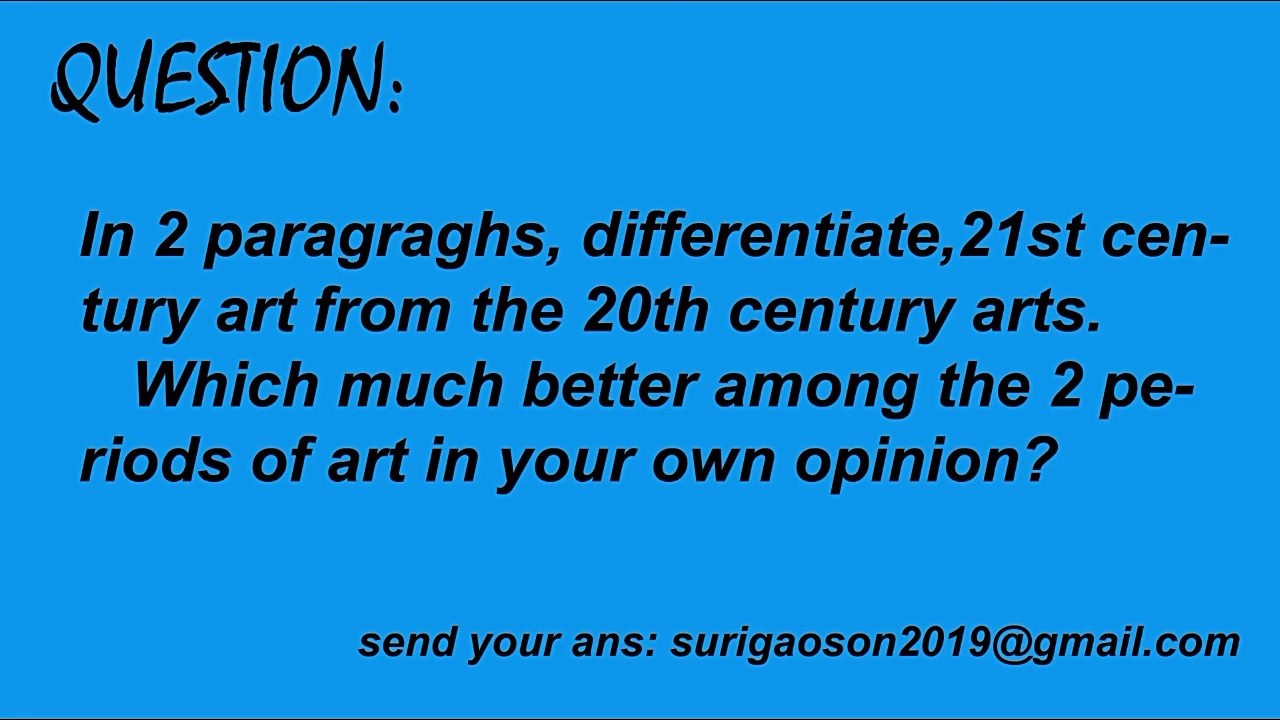 QUESTION:
In 2 paragraghs, differentiate,21st cen-
tury art from the 20th century arts.
Which much better among the 2 pe-
riods of art in your own opinion?
send your ans: surigaoson2019@gmail.com